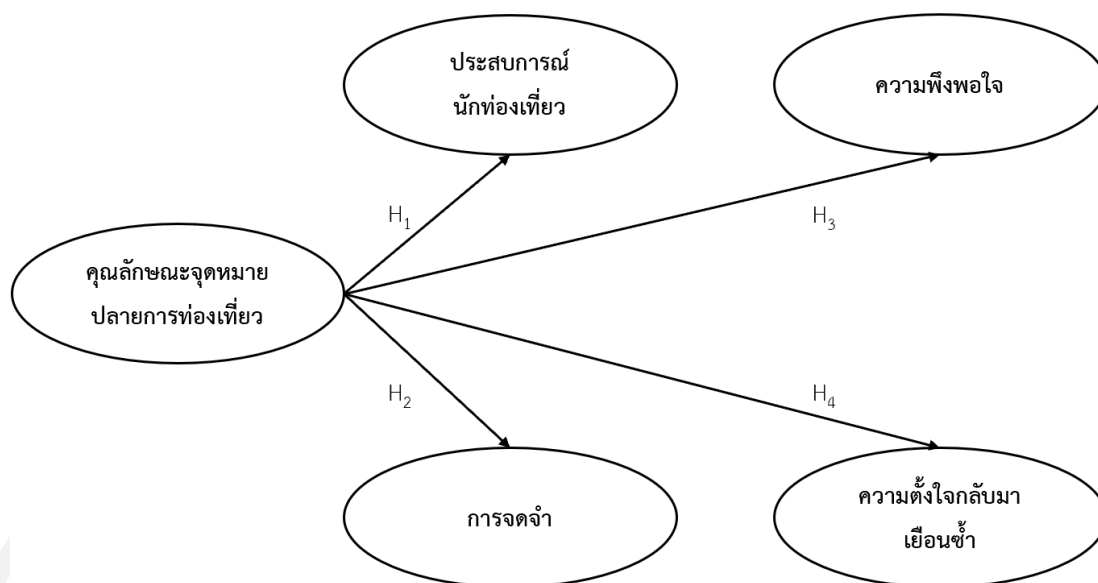 ประสบการณ์
นักท่องเที่ยว
ความพึงพอใจ
H1
H3
คุณลักษณะจุดหมาย
ปลายการท่องเที่ยว
H2
H4
การจดจำ
ความตั้งใจกลับมา
เยือนซ้ำ